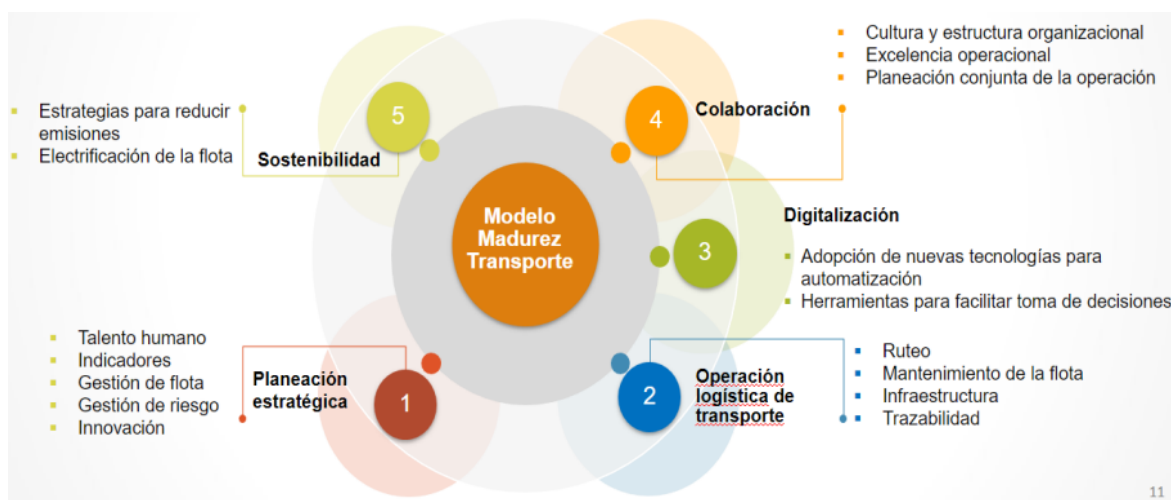 Modelo
Madurez
Transporte
1
Planeación
estratégica
Talento humano
Indicadores
Gestión de flota
Gestión de riesgo
Innovación
2
Operación
logística de
transporte
Ruteo
Mantenimiento de la flota
Infraestructura
Trazabilidad
3
Digitalización
Adopción de nuevas tecnologías para
automatización
Herramientas para facilitar toma de decisiones
4
Colaboración
Cultura y estructura organizacional
Excelencia operacional
Planeación conjunta de la operación
5
Sostenibilidad
Estrategias para reducir
emisiones
Electrificación de la flota
11